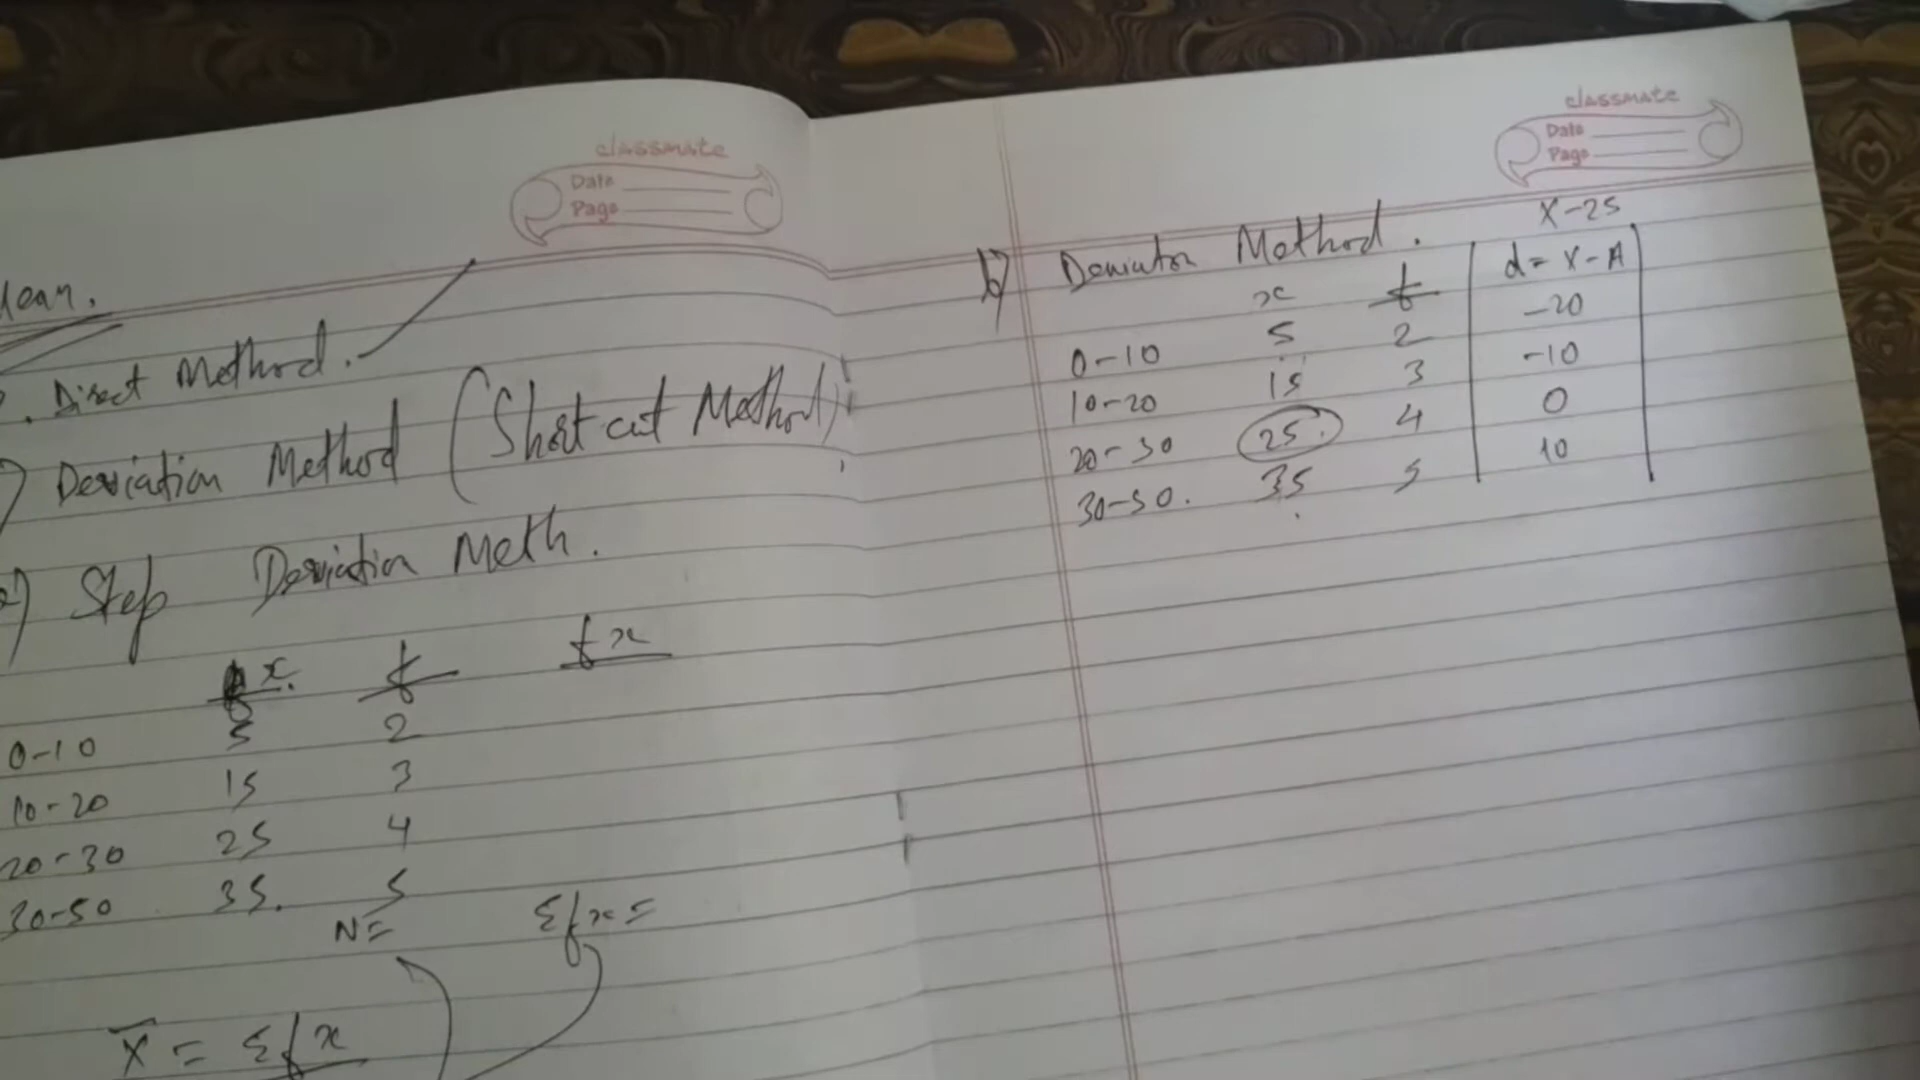 classmate
Date
Page
Direct Method.
Deviation Method (Short cut Method)
Step Deviation Meth.
x f fx
0-10 5 2
10-20 15 3
20-30 25 4
30-50 35. 5
N= Σfx=
X̄ = Σfx
classmate
Date
Page
b) Method. X-25
x f d = X-A
0-10 5 2 -20
10-20 15 3 -10
20-30 25. 4 0
30-50. 35 5 10